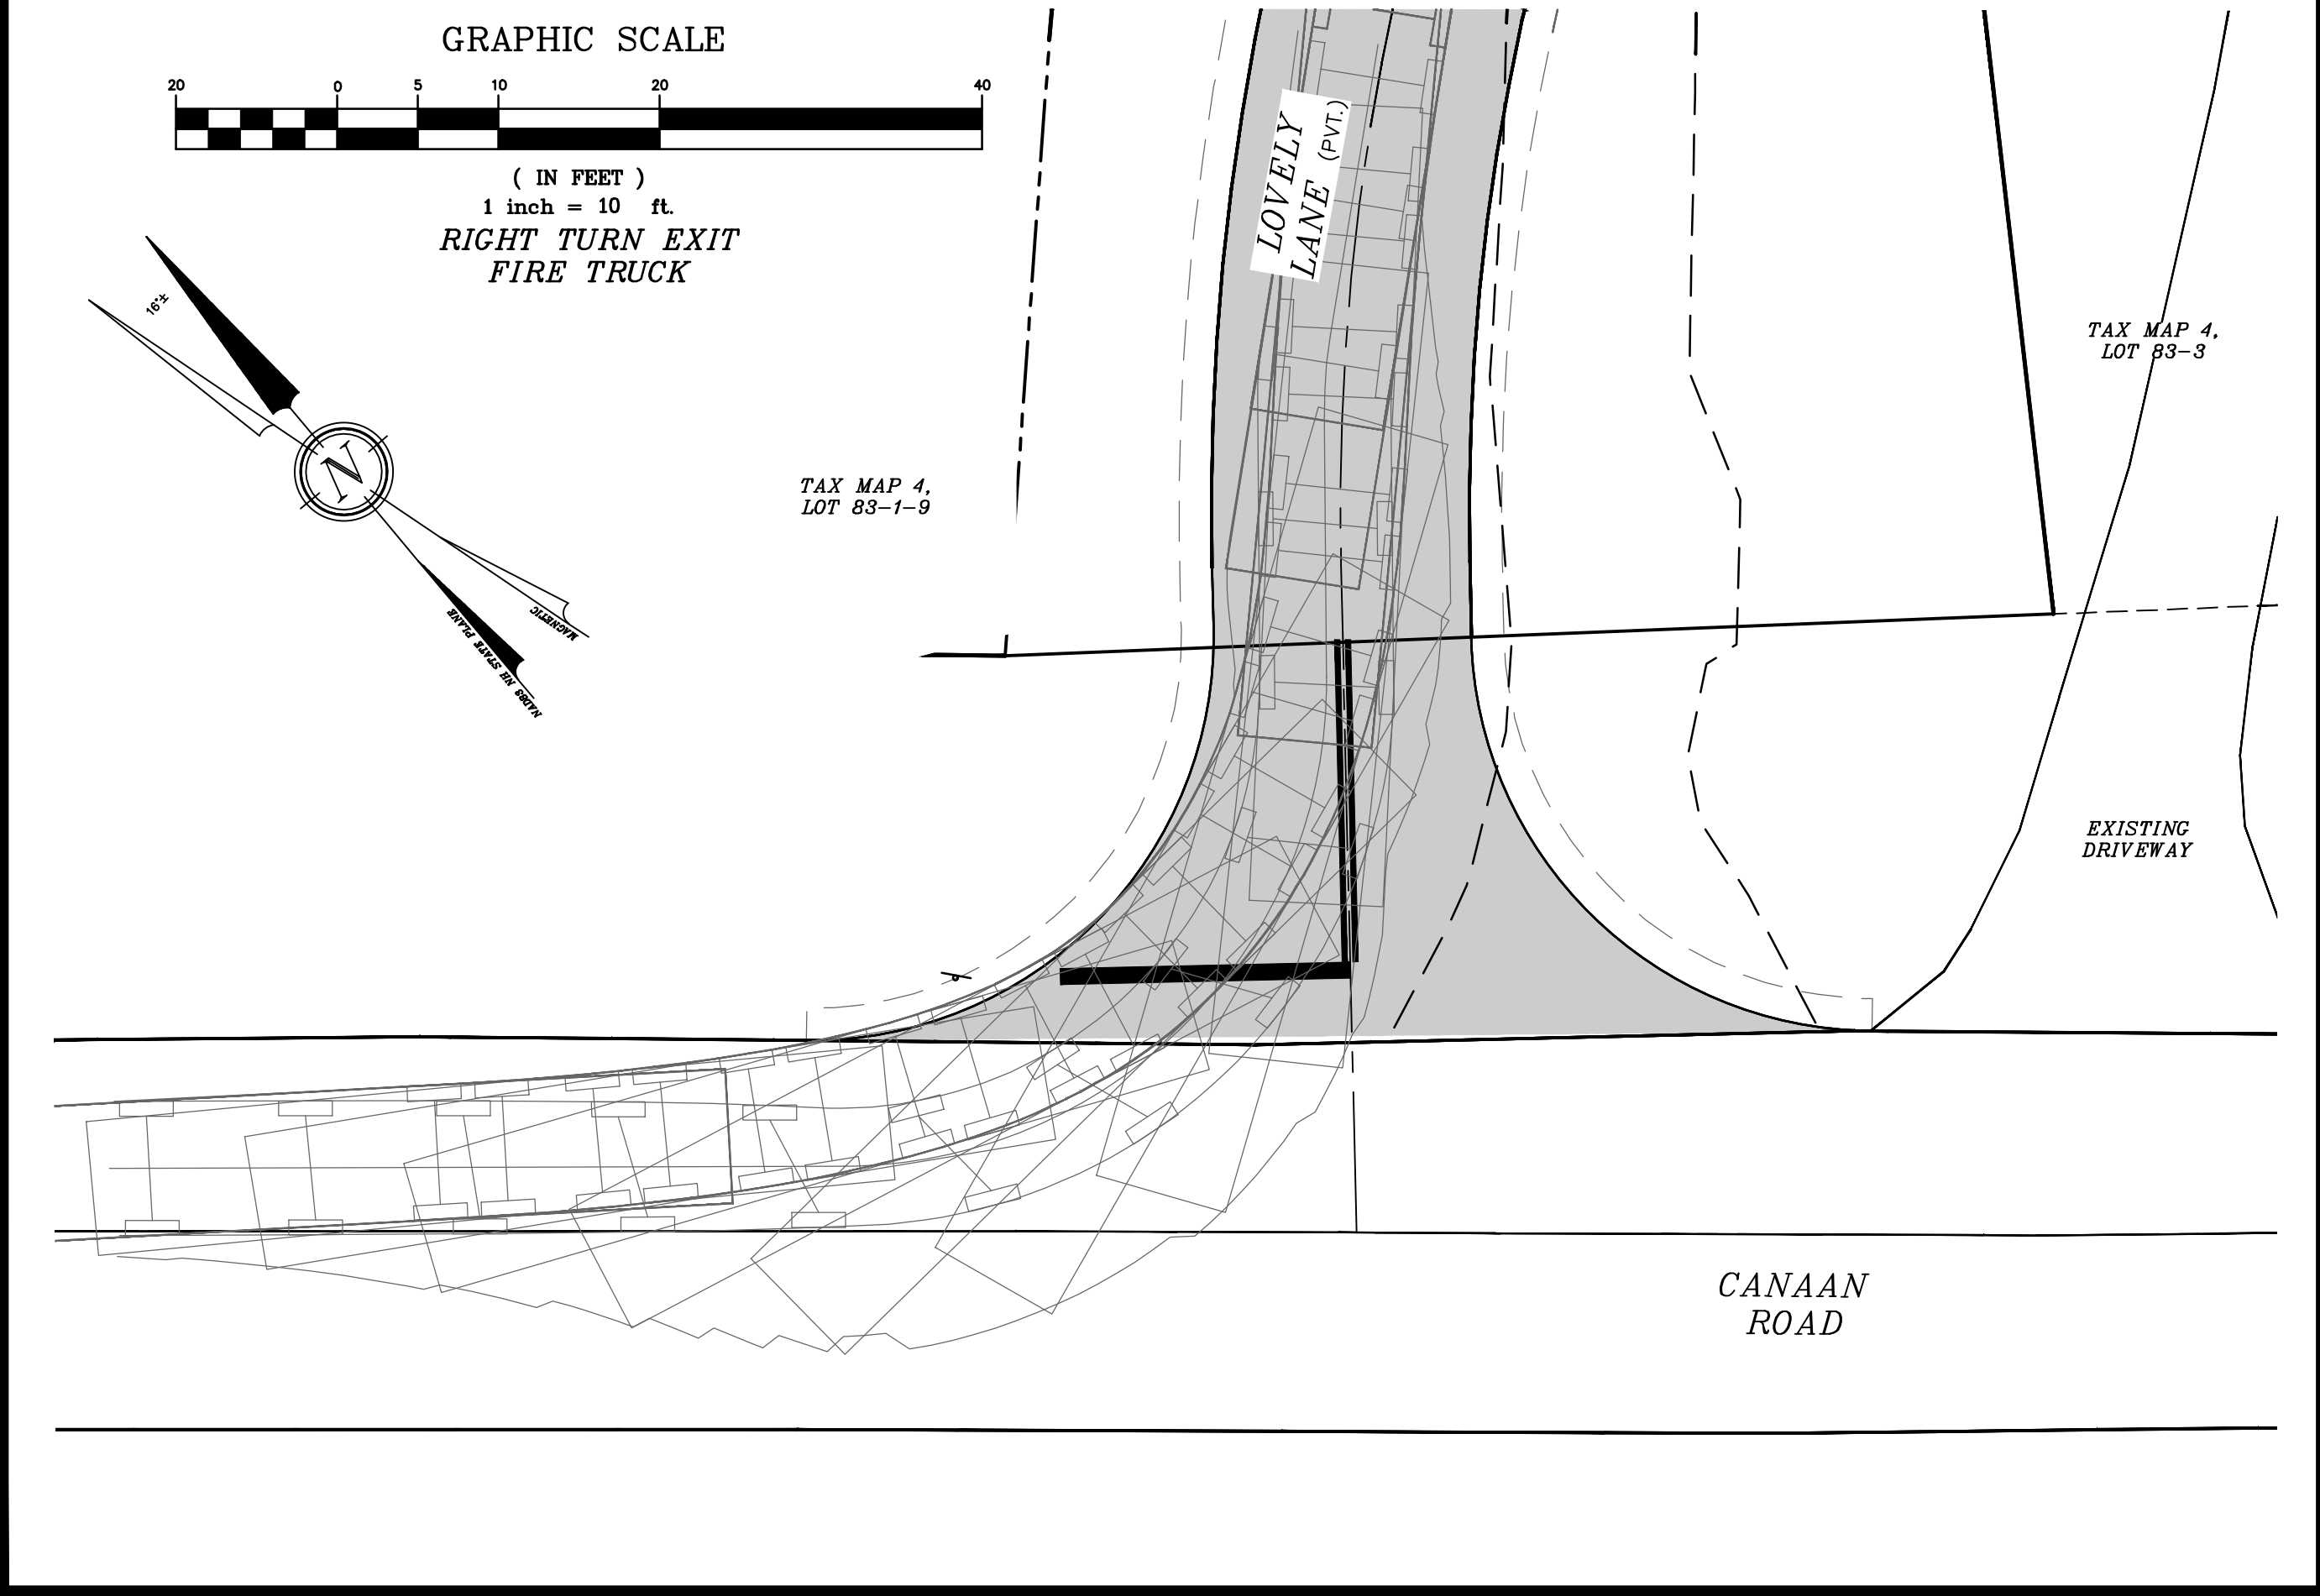 GRAPHIC SCALE
20 0 5 10 20 40
( IN FEET )
1 inch = 10 ft.
RIGHT TURN EXIT
FIRE TRUCK
16°±
N
MAGNETIC
NAD83 NH STATE PLANE
LOVELY
LANE (PVT.)
TAX MAP 4,
LOT 83-3
TAX MAP 4,
LOT 83-1-9
EXISTING
DRIVEWAY
CANAAN
ROAD